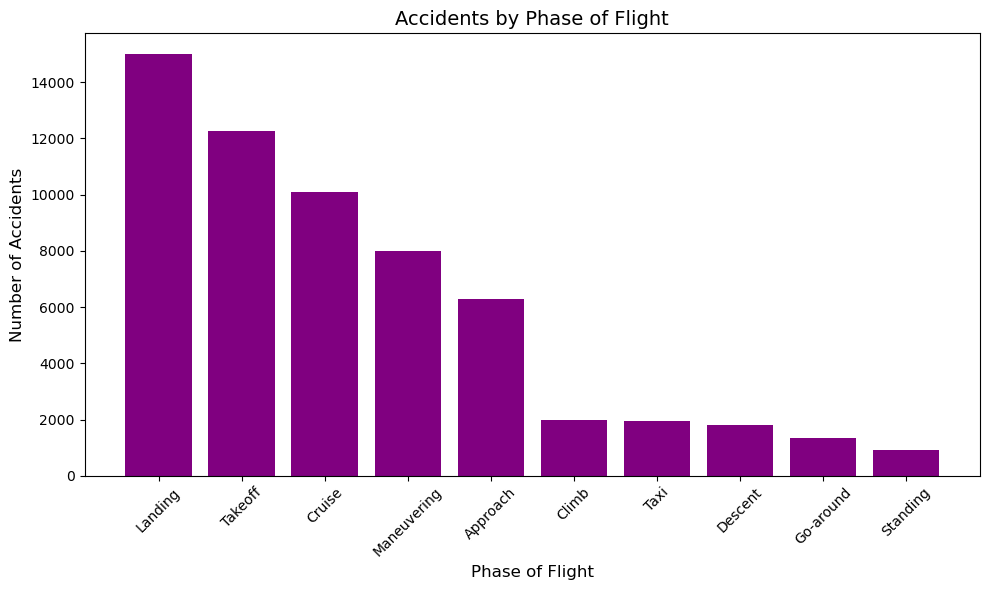 Accidents by Phase of Flight
Number of Accidents
14000
12000
10000
8000
6000
4000
2000
0
Landing
Takeoff
Cruise
Maneuvering
Approach
Climb
Taxi
Descent
Go-around
Standing
Phase of Flight